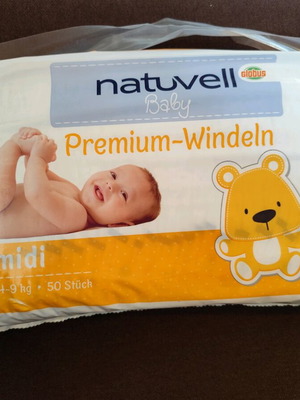 natuvell
GLOBUS
Baby
Premium-Windeln
midi
4-9 kg • 50 Stück